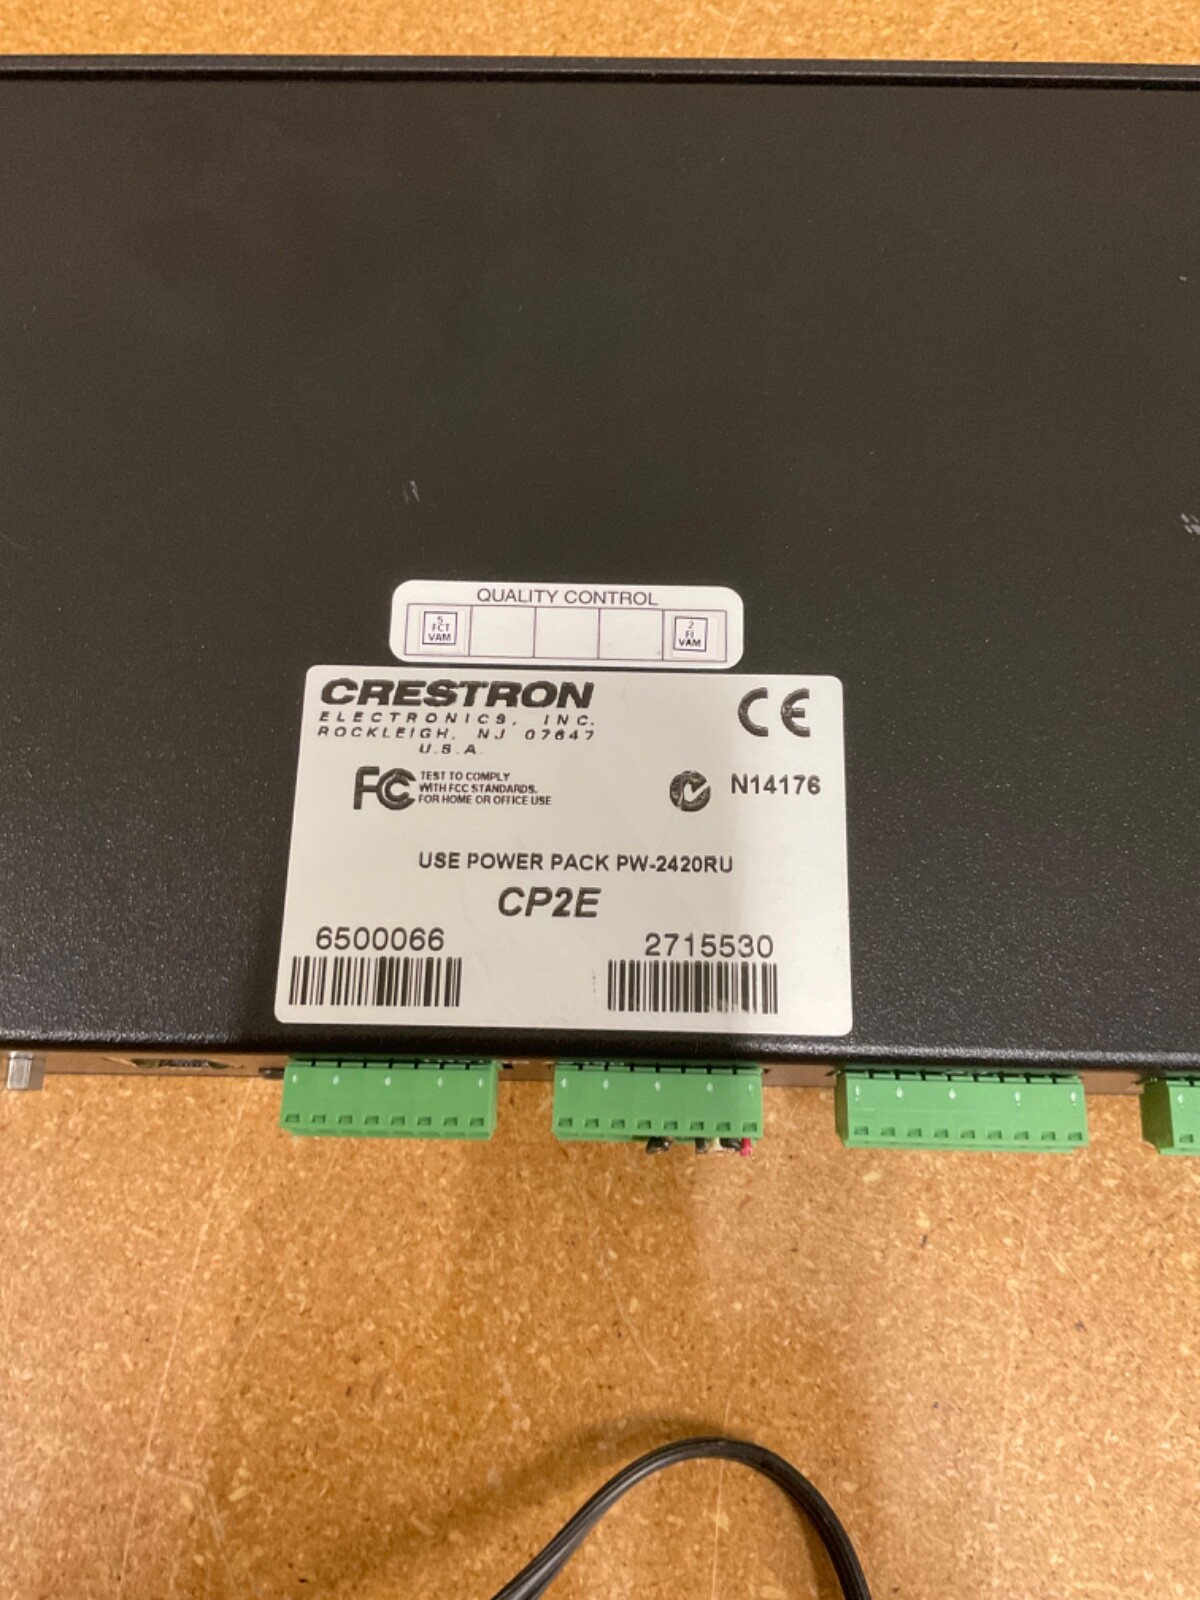 QUALITY CONTROL
5
FCT
VAM
2
FI
VAM
CRESTRON
ELECTRONICS, INC.
ROCKLEIGH, NJ 07647
U.S.A.
CE
FC TEST TO COMPLY
WITH FCC STANDARDS.
FOR HOME OR OFFICE USE
N14176
USE POWER PACK PW-2420RU
CP2E
6500066
2715530